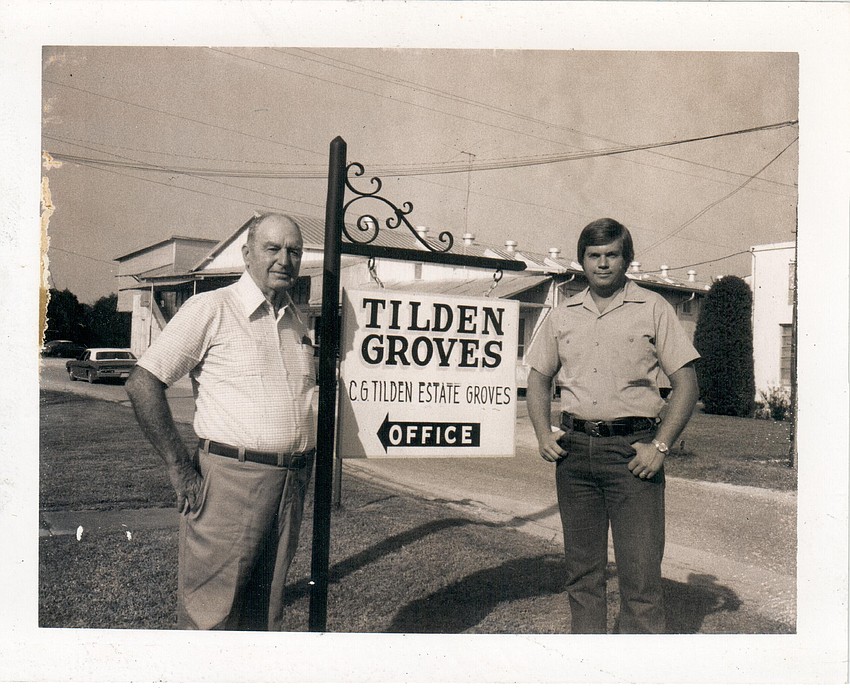 TILDEN
GROVES
C.G. TILDEN ESTATE GROVES
OFFICE